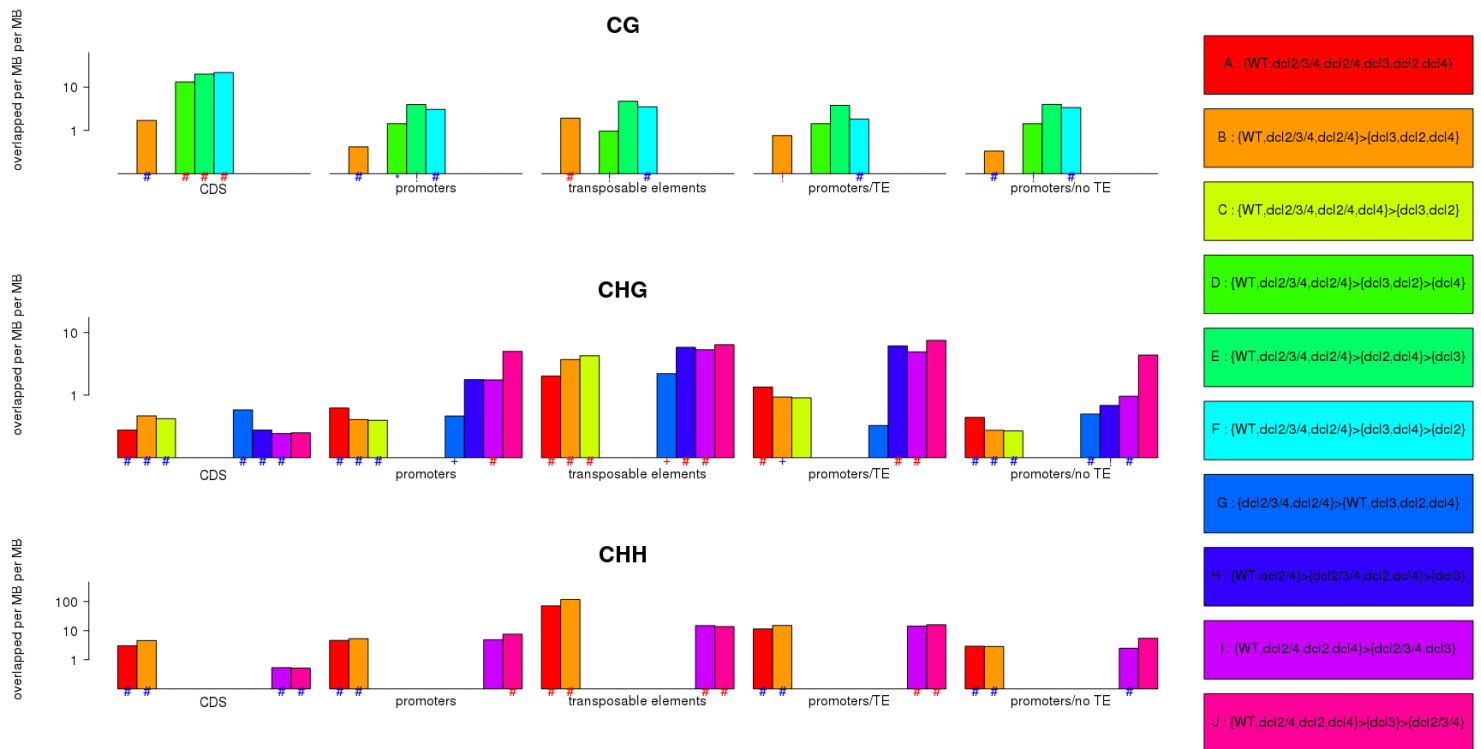 CG
overlapped per MB per MB
10
1
# # # # # * ! # # ! # ! # # ! #
CDS promoters transposable elements promoters/TE promoters/no TE
CHG
overlapped per MB per MB
10
1
# # # # # # # # # + # # # # + # # # + # # # # # # ! #
CDS promoters transposable elements promoters/TE promoters/no TE
CHH
overlapped per MB per MB
100
10
1
# # # # # # # # # # # # # # # # # #
CDS promoters transposable elements promoters/TE promoters/no TE
A : {WT,dcl2/3/4,dcl2/4,dcl3,dcl2,dcl4}
B : {WT,dcl2/3/4,dcl2/4}>{dcl3,dcl2,dcl4}
C : {WT,dcl2/3/4,dcl2/4,dcl4}>{dcl3,dcl2}
D : {WT,dcl2/3/4,dcl2/4}>{dcl3,dcl2}>{dcl4}
E : {WT,dcl2/3/4,dcl2/4}>{dcl2,dcl4}>{dcl3}
F : {WT,dcl2/3/4,dcl2/4}>{dcl3,dcl4}>{dcl2}
G : {dcl2/3/4,dcl2/4}>{WT,dcl3,dcl2,dcl4}
H : {WT,dcl2/4}>{dcl2/3/4,dcl2,dcl4}>{dcl3}
I : {WT,dcl2/4,dcl2,dcl4}>{dcl2/3/4,dcl3}
J : {WT,dcl2/4,dcl2,dcl4}>{dcl3}>{dcl2/3/4}